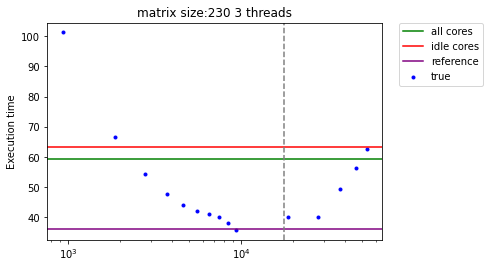 matrix size:230 3 threads
Execution time
100
90
80
70
60
50
40
10³
10⁴
all cores
idle cores
reference
true